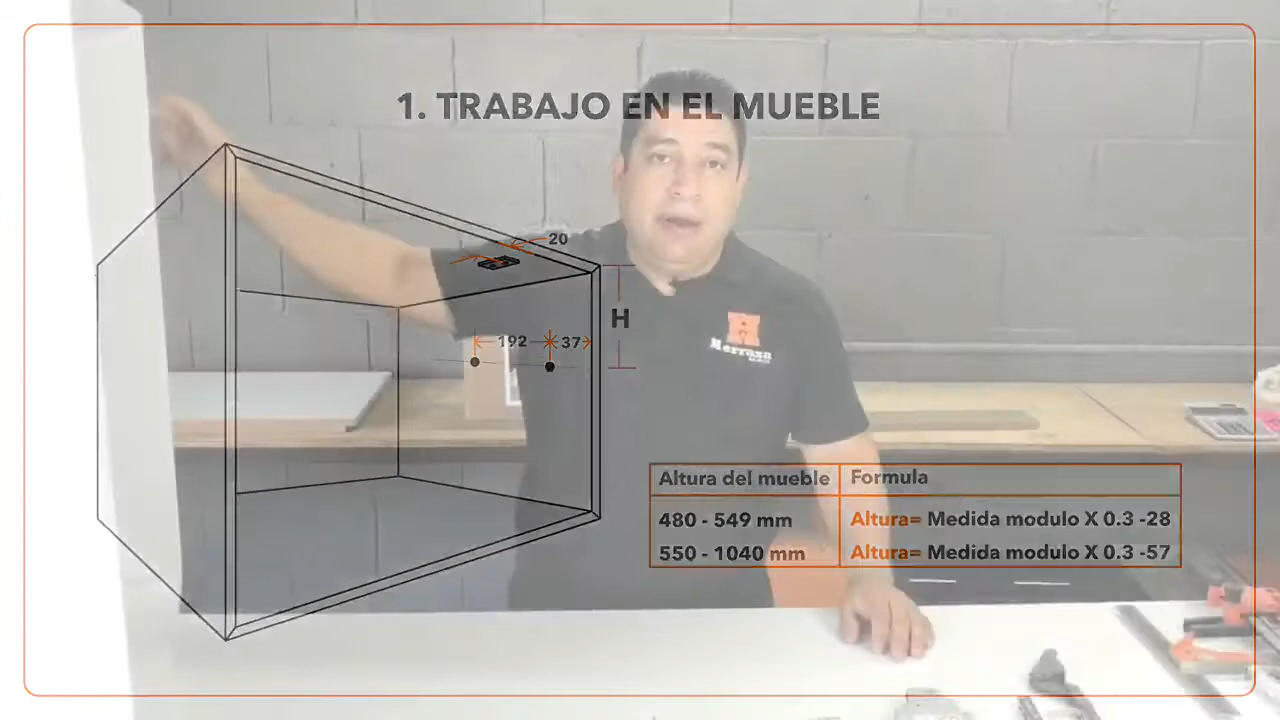 1. TRABAJO EN EL MUEBLE
20
H
192
37
Herraza
Altura del mueble
Formula
480 - 549 mm
Altura= Medida modulo X 0.3 -28
550 - 1040 mm
Altura= Medida modulo X 0.3 -57